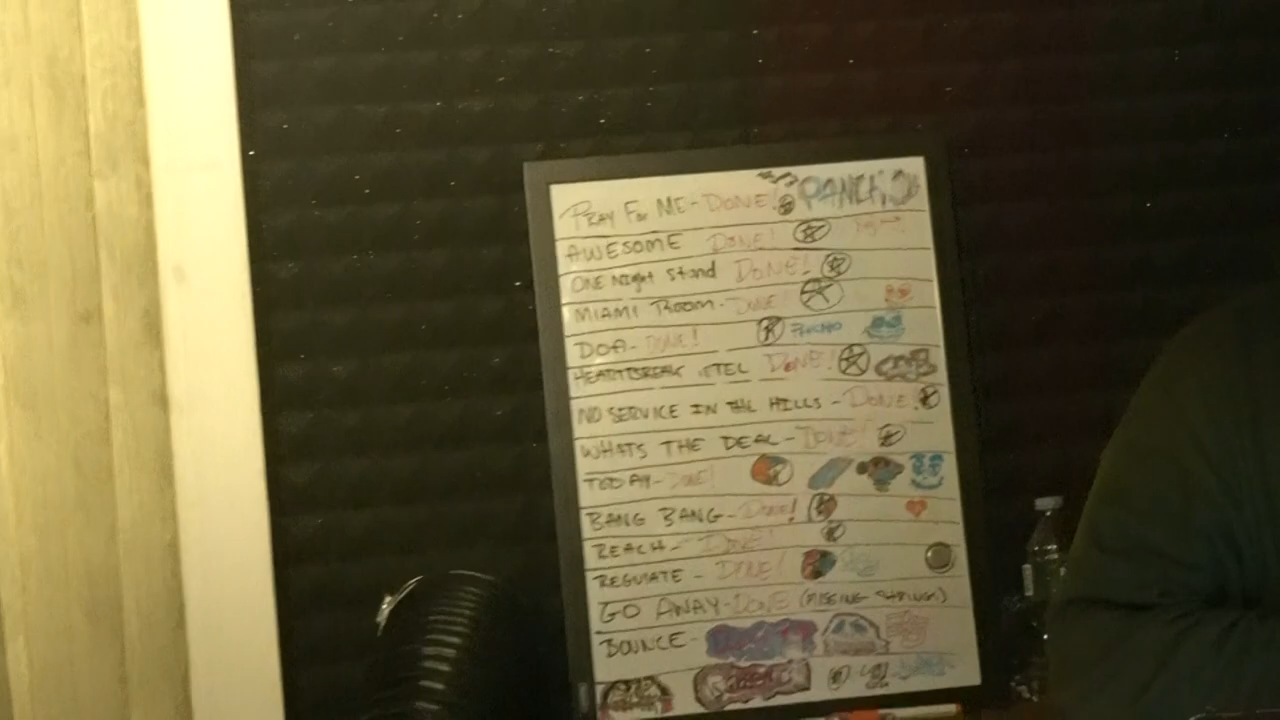 PRAY FOR ME - DONE!
AWESOME DONE!
ONE Night Stand DONE!
MIAMI ROOM - DONE!
DOA - DONE!
HEARTBREAK DONE!
NO SERVICE IN THE HILLS - DONE!
WHATS THE DEAL - DONE!
TODAY - DONE!
BANG BANG - DONE!
REACH - DONE!
REGULATE - DONE!
GO AWAY - DONE (MISSING STRINGS)
BOUNCE -